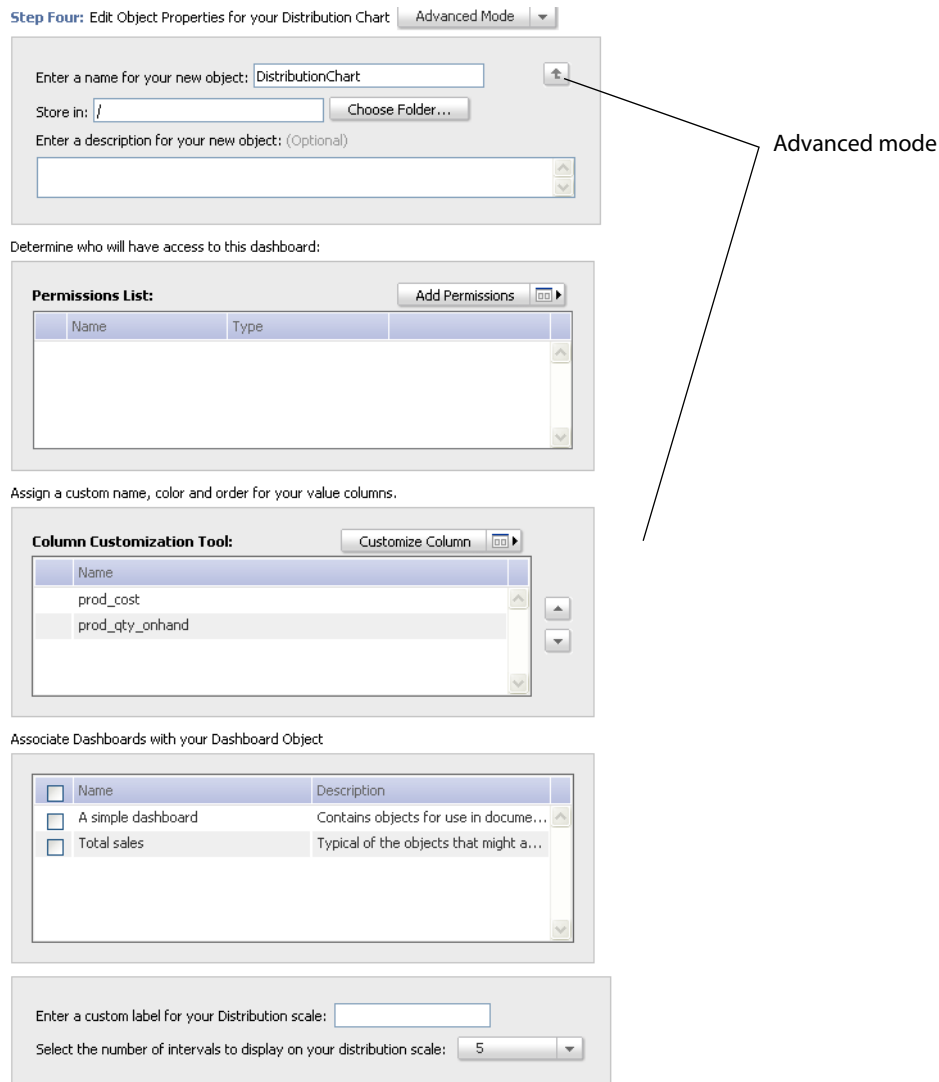 Step Four: Edit Object Properties for your Distribution Chart Advanced Mode
Enter a name for your new object: DistributionChart
Store in: / Choose Folder...
Enter a description for your new object: (Optional)
Advanced mode
Determine who will have access to this dashboard:
Permissions List: Add Permissions
Name Type
Assign a custom name, color and order for your value columns.
Column Customization Tool: Customize Column
Name
prod_cost
prod_qty_onhand
Associate Dashboards with your Dashboard Object
Name Description
A simple dashboard Contains objects for use in docume...
Total sales Typical of the objects that might a...
Enter a custom label for your Distribution scale:
Select the number of intervals to display on your distribution scale: 5